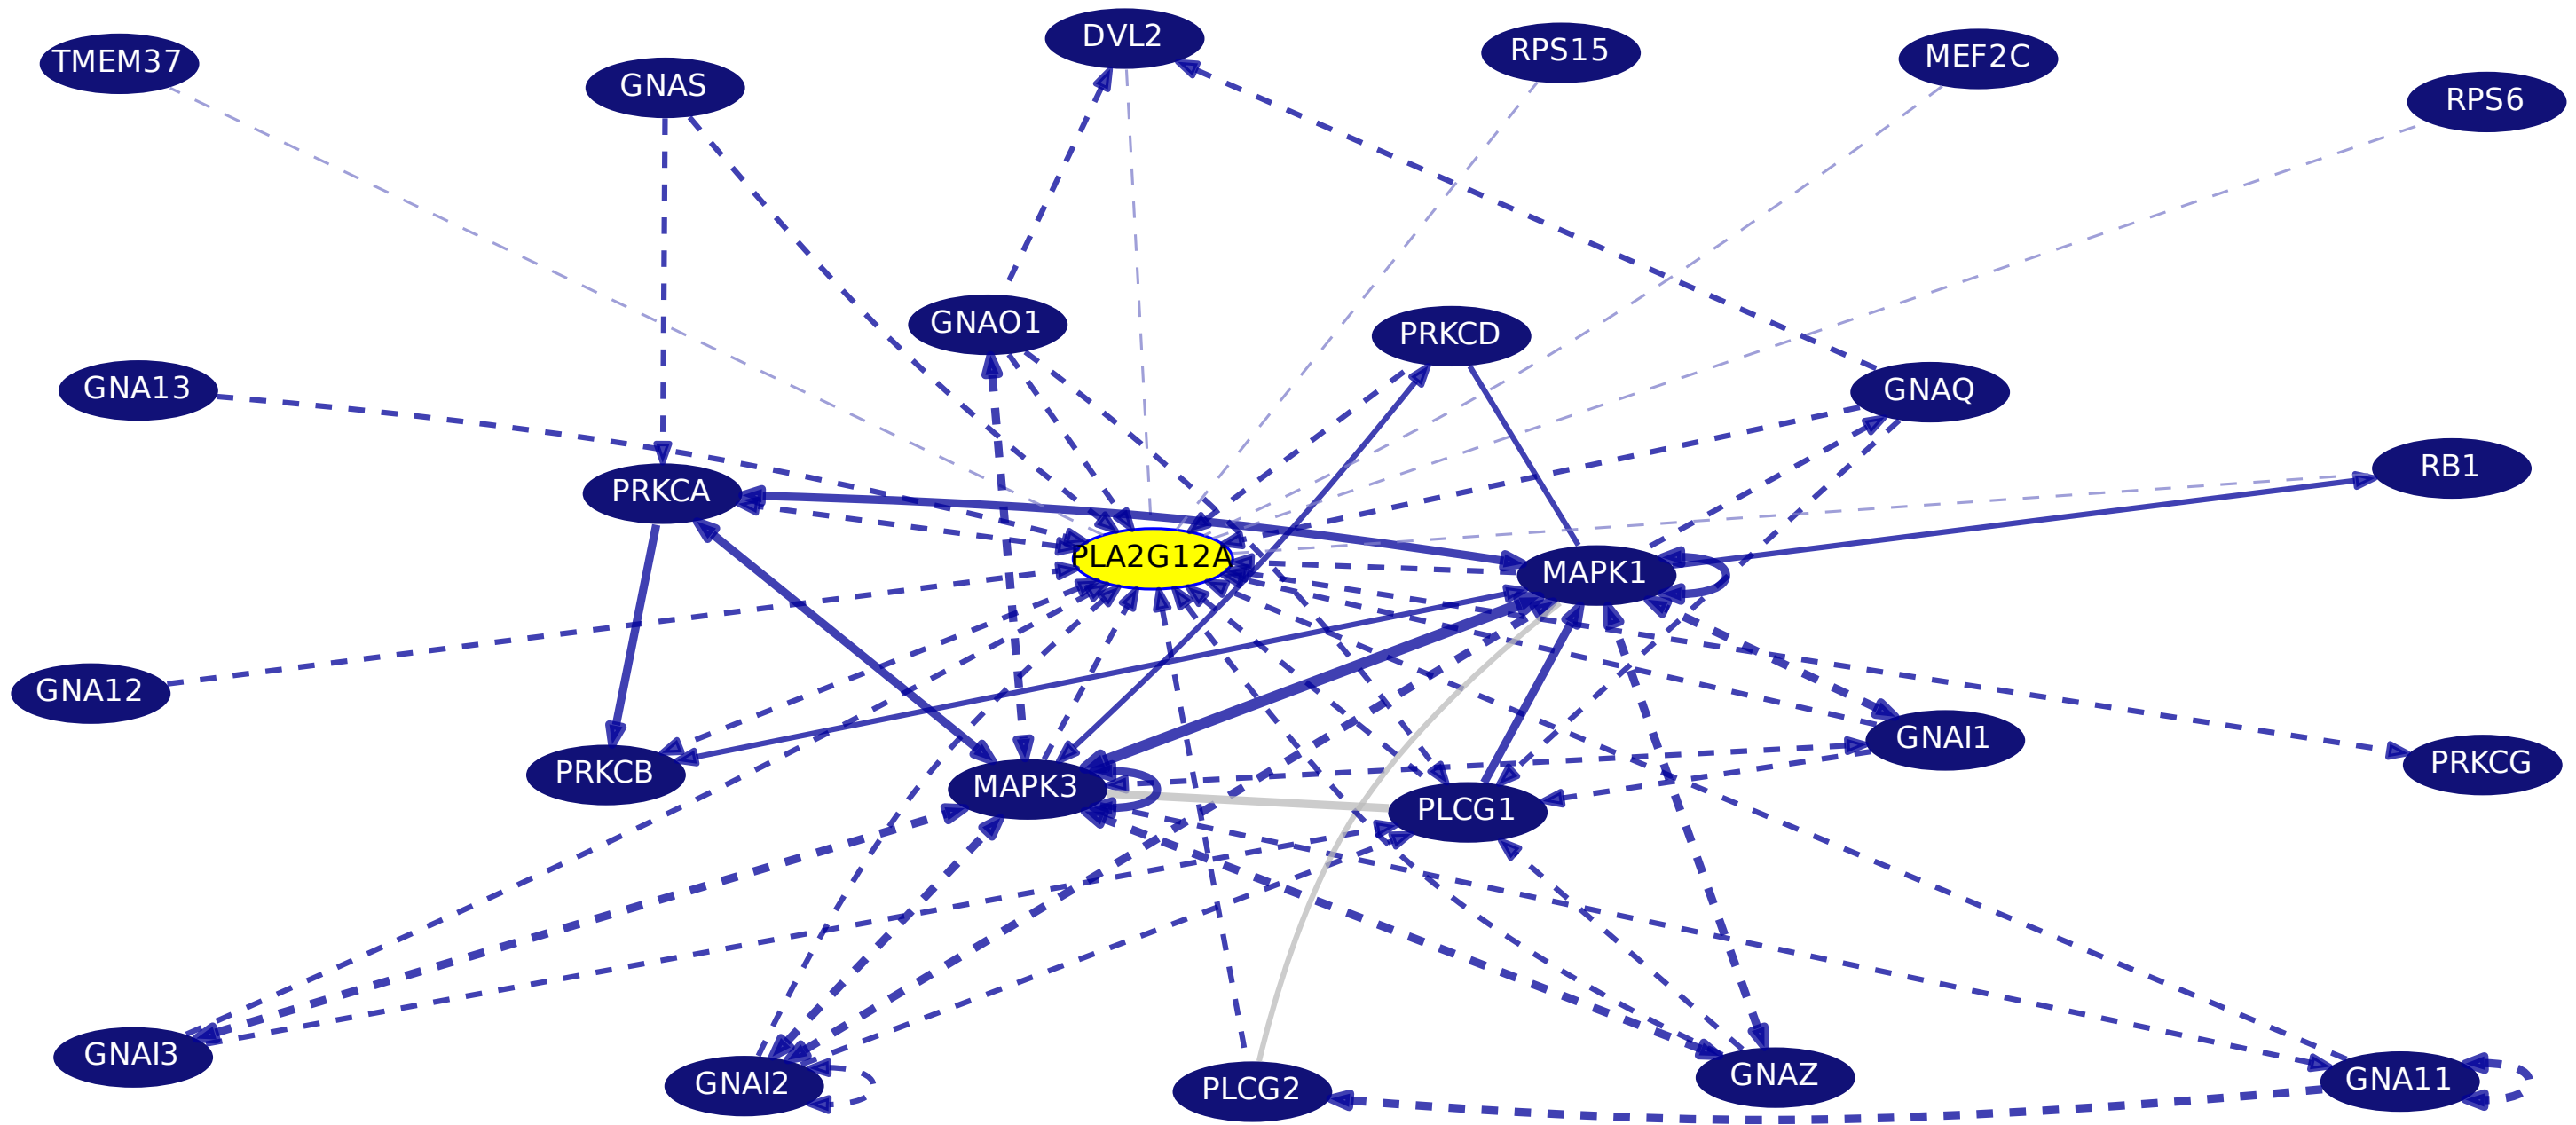 DVL2
RPS15
MEF2C
TMEM37
GNAS
RPS6
GNAO1
PRKCD
GNA13
GNAQ
RB1
PRKCA
PLA2G12A
MAPK1
GNA12
GNAI1
PRKCB
MAPK3
PRKCG
PLCG1
GNAI3
GNAI2
PLCG2
GNAZ
GNA11